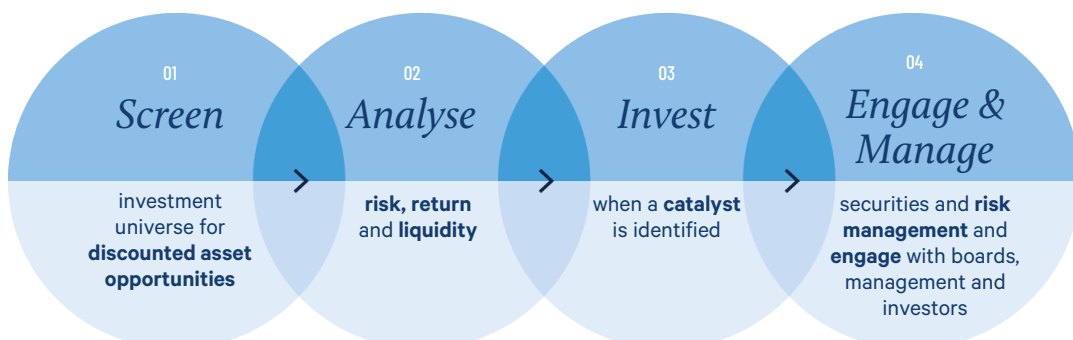 01
Screen
investment
universe for
discounted asset
opportunities
02
Analyse
risk, return
and liquidity
03
Invest
when a catalyst
is identified
04
Engage &
Manage
securities and risk
management and
engage with boards,
management and
investors